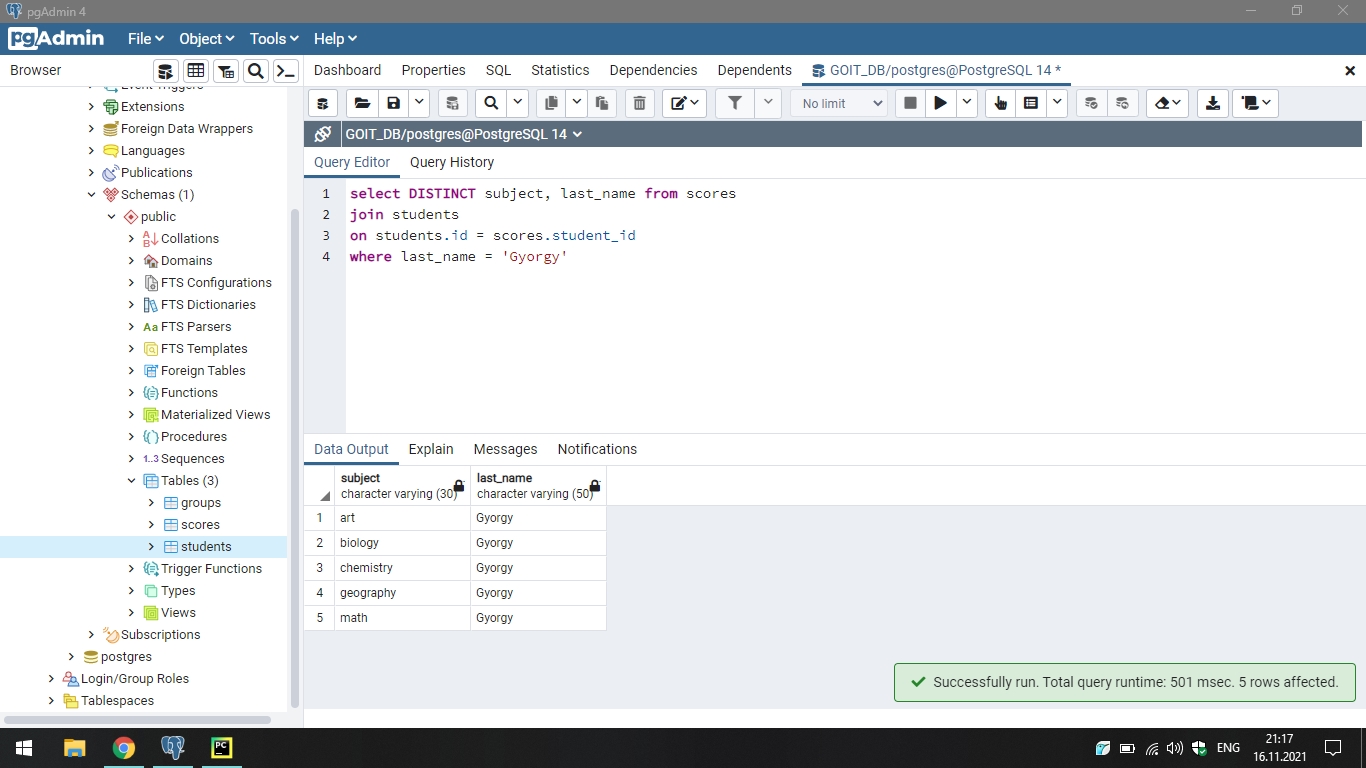 pgAdmin 4
pgAdmin File Object Tools Help
Browser
Dashboard Properties SQL Statistics Dependencies Dependents GOIT_DB/postgres@PostgreSQL 14 *
No limit
GOIT_DB/postgres@PostgreSQL 14
Query Editor Query History
1 select DISTINCT subject, last_name from scores
2 join students
3 on students.id = scores.student_id
4 where last_name = 'Gyorgy'
Event Triggers
Extensions
Foreign Data Wrappers
Languages
Publications
Schemas (1)
public
Collations
Domains
FTS Configurations
FTS Dictionaries
Aa FTS Parsers
FTS Templates
Foreign Tables
Functions
Materialized Views
Procedures
1..3 Sequences
Tables (3)
groups
scores
students
Trigger Functions
Types
Views
Subscriptions
postgres
Login/Group Roles
Tablespaces
Data Output Explain Messages Notifications
subject last_name
character varying (30) character varying (50)
1 art Gyorgy
2 biology Gyorgy
3 chemistry Gyorgy
4 geography Gyorgy
5 math Gyorgy
Successfully run. Total query runtime: 501 msec. 5 rows affected.
PC
ENG
21:17
16.11.2021